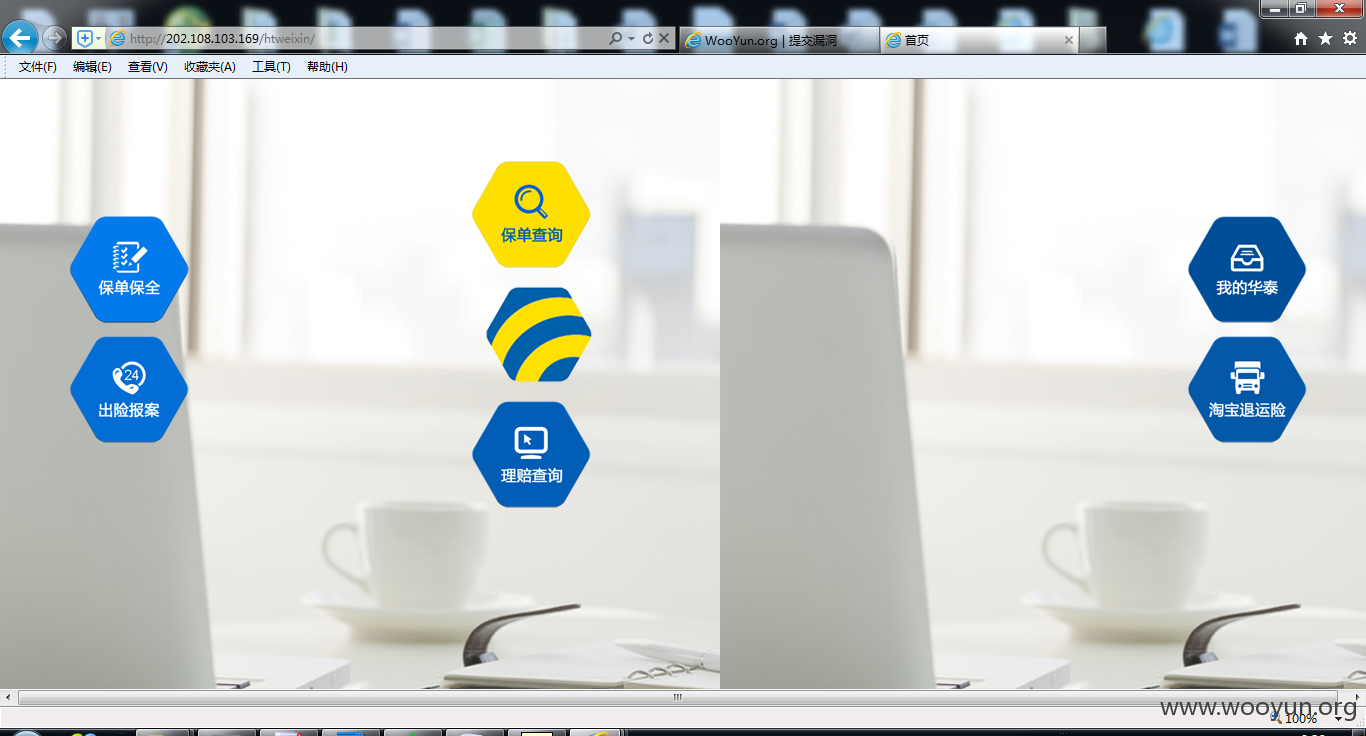 http://202.108.103.169/htweixin/
WooYun.org | 提交漏洞
首页
文件(F) 编辑(E) 查看(V) 收藏夹(A) 工具(T) 帮助(H)
保单查询
保单保全
我的华泰
24
出险报案
淘宝退运险
理赔查询
www.wooyun.org
100%